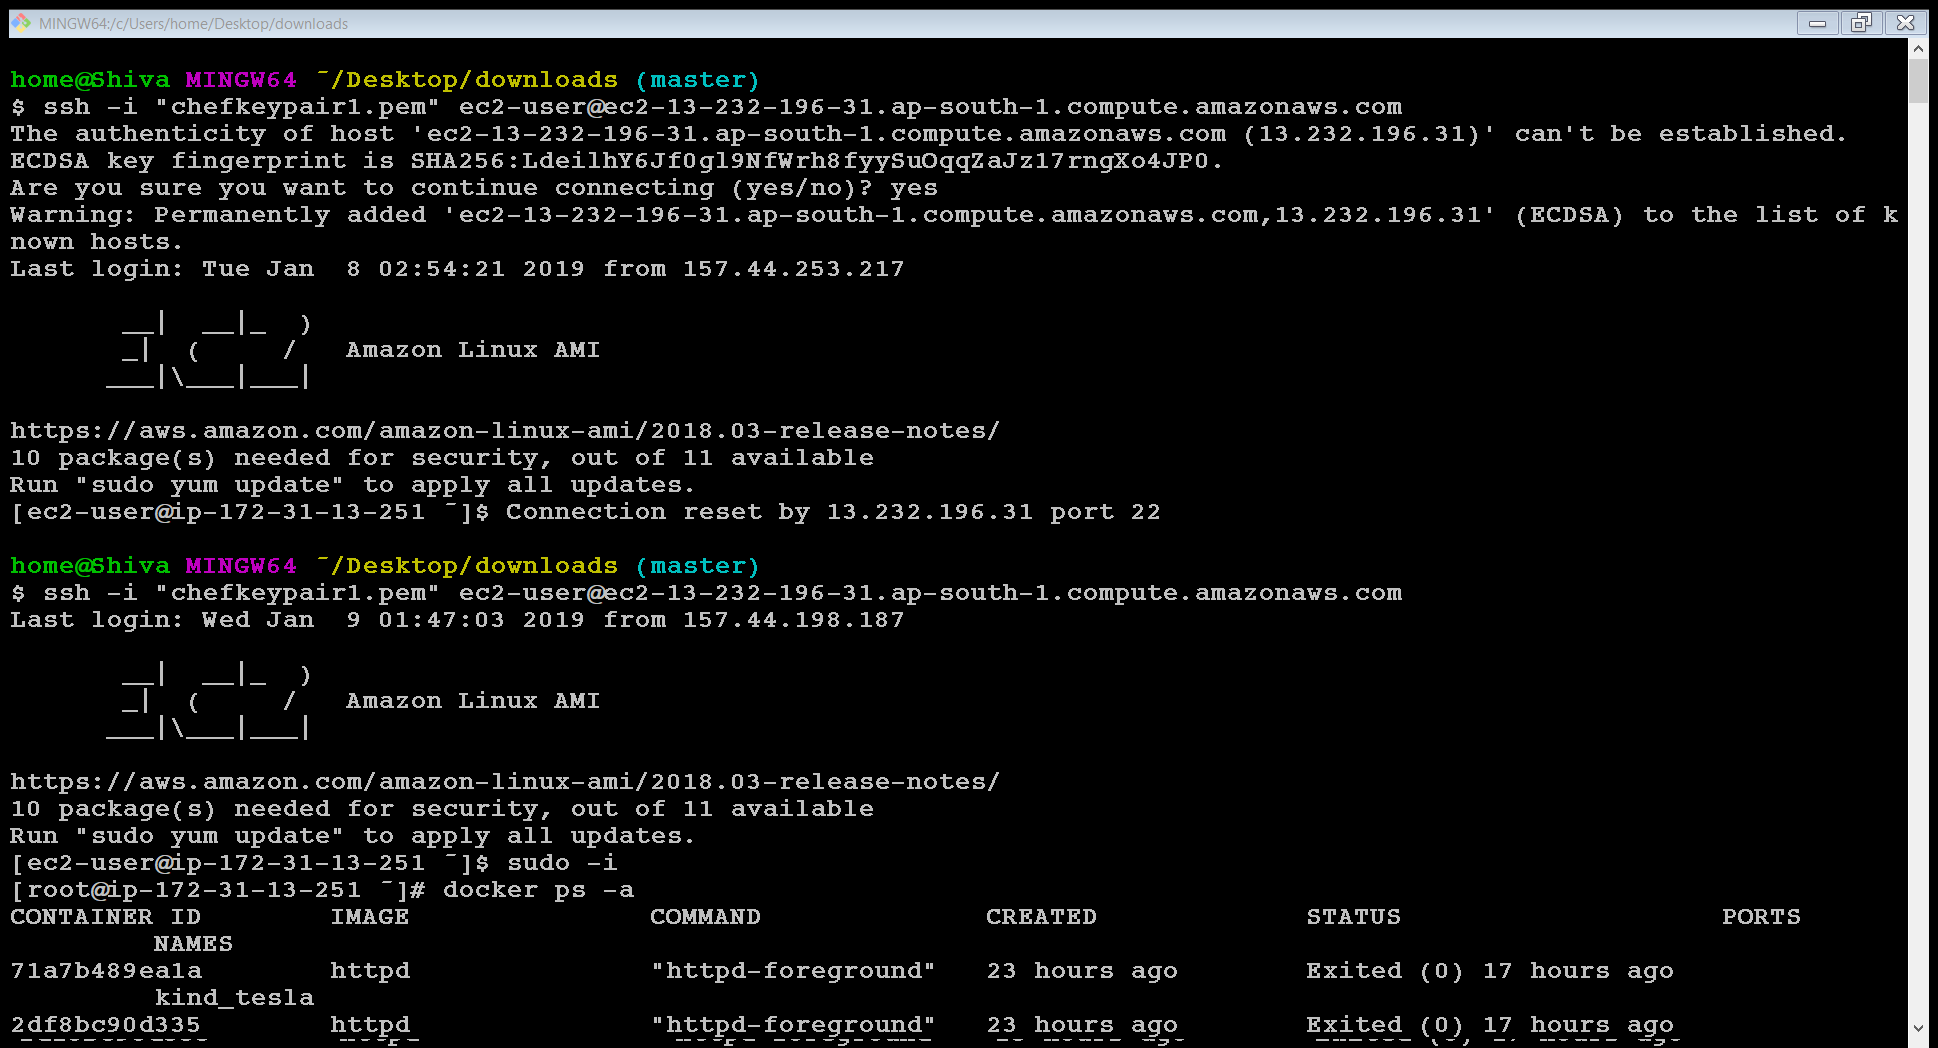 MINGW64:/c/Users/home/Desktop/downloads
home@Shiva MINGW64 ~/Desktop/downloads (master)
$ ssh -i "chefkeypair1.pem" ec2-user@ec2-13-232-196-31.ap-south-1.compute.amazonaws.com
The authenticity of host 'ec2-13-232-196-31.ap-south-1.compute.amazonaws.com (13.232.196.31)' can't be established.
ECDSA key fingerprint is SHA256:LdeilhY6Jf0gl9NfWrh8fyySuOqqZaJz17rngXo4JP0.
Are you sure you want to continue connecting (yes/no)? yes
Warning: Permanently added 'ec2-13-232-196-31.ap-south-1.compute.amazonaws.com,13.232.196.31' (ECDSA) to the list of k
nown hosts.
Last login: Tue Jan  8 02:54:21 2019 from 157.44.253.217
       __|  __|_  )
       _|  (     /   Amazon Linux AMI
      ___|\___|___|
https://aws.amazon.com/amazon-linux-ami/2018.03-release-notes/
10 package(s) needed for security, out of 11 available
Run "sudo yum update" to apply all updates.
[ec2-user@ip-172-31-13-251 ~]$ Connection reset by 13.232.196.31 port 22
home@Shiva MINGW64 ~/Desktop/downloads (master)
$ ssh -i "chefkeypair1.pem" ec2-user@ec2-13-232-196-31.ap-south-1.compute.amazonaws.com
Last login: Wed Jan  9 01:47:03 2019 from 157.44.198.187
       __|  __|_  )
       _|  (     /   Amazon Linux AMI
      ___|\___|___|
https://aws.amazon.com/amazon-linux-ami/2018.03-release-notes/
10 package(s) needed for security, out of 11 available
Run "sudo yum update" to apply all updates.
[ec2-user@ip-172-31-13-251 ~]$ sudo -i
[root@ip-172-31-13-251 ~]# docker ps -a
CONTAINER ID        IMAGE               COMMAND              CREATED             STATUS                    PORTS
         NAMES
71a7b489ea1a        httpd               "httpd-foreground"   23 hours ago        Exited (0) 17 hours ago
         kind_tesla
2df8bc90d335        httpd               "httpd-foreground"   23 hours ago        Exited (0) 17 hours ago